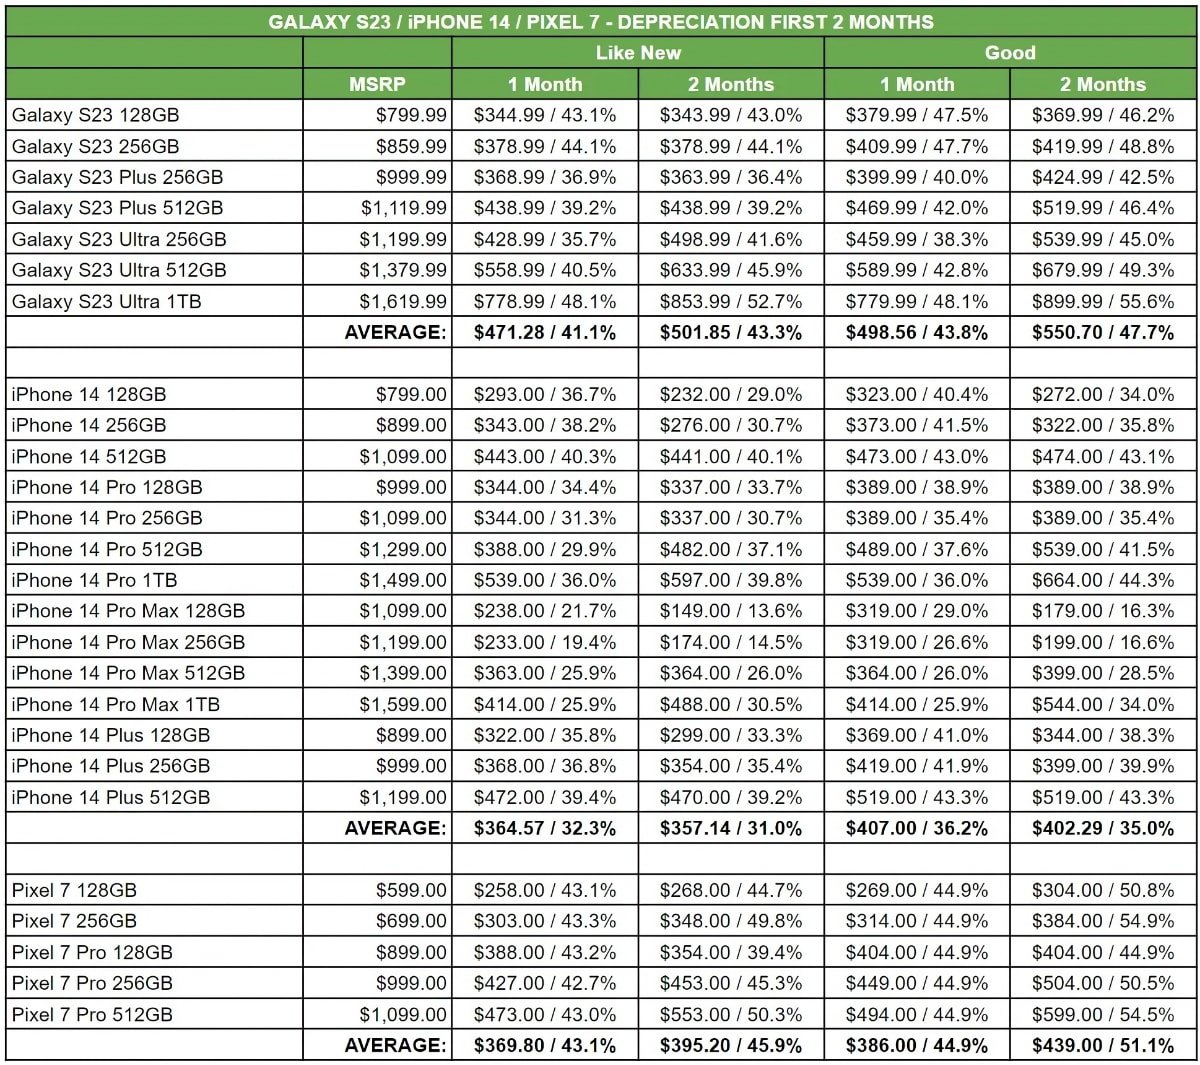 GALAXY S23 / iPHONE 14 / PIXEL 7 - DEPRECIATION FIRST 2 MONTHS
Like New Good
MSRP 1 Month 2 Months 1 Month 2 Months
Galaxy S23 128GB $799.99 $344.99 / 43.1% $343.99 / 43.0% $379.99 / 47.5% $369.99 / 46.2%
Galaxy S23 256GB $859.99 $378.99 / 44.1% $378.99 / 44.1% $409.99 / 47.7% $419.99 / 48.8%
Galaxy S23 Plus 256GB $999.99 $368.99 / 36.9% $363.99 / 36.4% $399.99 / 40.0% $424.99 / 42.5%
Galaxy S23 Plus 512GB $1,119.99 $438.99 / 39.2% $438.99 / 39.2% $469.99 / 42.0% $519.99 / 46.4%
Galaxy S23 Ultra 256GB $1,199.99 $428.99 / 35.7% $498.99 / 41.6% $459.99 / 38.3% $539.99 / 45.0%
Galaxy S23 Ultra 512GB $1,379.99 $558.99 / 40.5% $633.99 / 45.9% $589.99 / 42.8% $679.99 / 49.3%
Galaxy S23 Ultra 1TB $1,619.99 $778.99 / 48.1% $853.99 / 52.7% $779.99 / 48.1% $899.99 / 55.6%
AVERAGE: $471.28 / 41.1% $501.85 / 43.3% $498.56 / 43.8% $550.70 / 47.7%
iPhone 14 128GB $799.00 $293.00 / 36.7% $232.00 / 29.0% $323.00 / 40.4% $272.00 / 34.0%
iPhone 14 256GB $899.00 $343.00 / 38.2% $276.00 / 30.7% $373.00 / 41.5% $322.00 / 35.8%
iPhone 14 512GB $1,099.00 $443.00 / 40.3% $441.00 / 40.1% $473.00 / 43.0% $474.00 / 43.1%
iPhone 14 Pro 128GB $999.00 $344.00 / 34.4% $337.00 / 33.7% $389.00 / 38.9% $389.00 / 38.9%
iPhone 14 Pro 256GB $1,099.00 $344.00 / 31.3% $337.00 / 30.7% $389.00 / 35.4% $389.00 / 35.4%
iPhone 14 Pro 512GB $1,299.00 $388.00 / 29.9% $482.00 / 37.1% $489.00 / 37.6% $539.00 / 41.5%
iPhone 14 Pro 1TB $1,499.00 $539.00 / 36.0% $597.00 / 39.8% $539.00 / 36.0% $664.00 / 44.3%
iPhone 14 Pro Max 128GB $1,099.00 $238.00 / 21.7% $149.00 / 13.6% $319.00 / 29.0% $179.00 / 16.3%
iPhone 14 Pro Max 256GB $1,199.00 $233.00 / 19.4% $174.00 / 14.5% $319.00 / 26.6% $199.00 / 16.6%
iPhone 14 Pro Max 512GB $1,399.00 $363.00 / 25.9% $364.00 / 26.0% $364.00 / 26.0% $399.00 / 28.5%
iPhone 14 Pro Max 1TB $1,599.00 $414.00 / 25.9% $488.00 / 30.5% $414.00 / 25.9% $544.00 / 34.0%
iPhone 14 Plus 128GB $899.00 $322.00 / 35.8% $299.00 / 33.3% $369.00 / 41.0% $344.00 / 38.3%
iPhone 14 Plus 256GB $999.00 $368.00 / 36.8% $354.00 / 35.4% $419.00 / 41.9% $399.00 / 39.9%
iPhone 14 Plus 512GB $1,199.00 $472.00 / 39.4% $470.00 / 39.2% $519.00 / 43.3% $519.00 / 43.3%
AVERAGE: $364.57 / 32.3% $357.14 / 31.0% $407.00 / 36.2% $402.29 / 35.0%
Pixel 7 128GB $599.00 $258.00 / 43.1% $268.00 / 44.7% $269.00 / 44.9% $304.00 / 50.8%
Pixel 7 256GB $699.00 $303.00 / 43.3% $348.00 / 49.8% $314.00 / 44.9% $384.00 / 54.9%
Pixel 7 Pro 128GB $899.00 $388.00 / 43.2% $354.00 / 39.4% $404.00 / 44.9% $404.00 / 44.9%
Pixel 7 Pro 256GB $999.00 $427.00 / 42.7% $453.00 / 45.3% $449.00 / 44.9% $504.00 / 50.5%
Pixel 7 Pro 512GB $1,099.00 $473.00 / 43.0% $553.00 / 50.3% $494.00 / 44.9% $599.00 / 54.5%
AVERAGE: $369.80 / 43.1% $395.20 / 45.9% $386.00 / 44.9% $439.00 / 51.1%